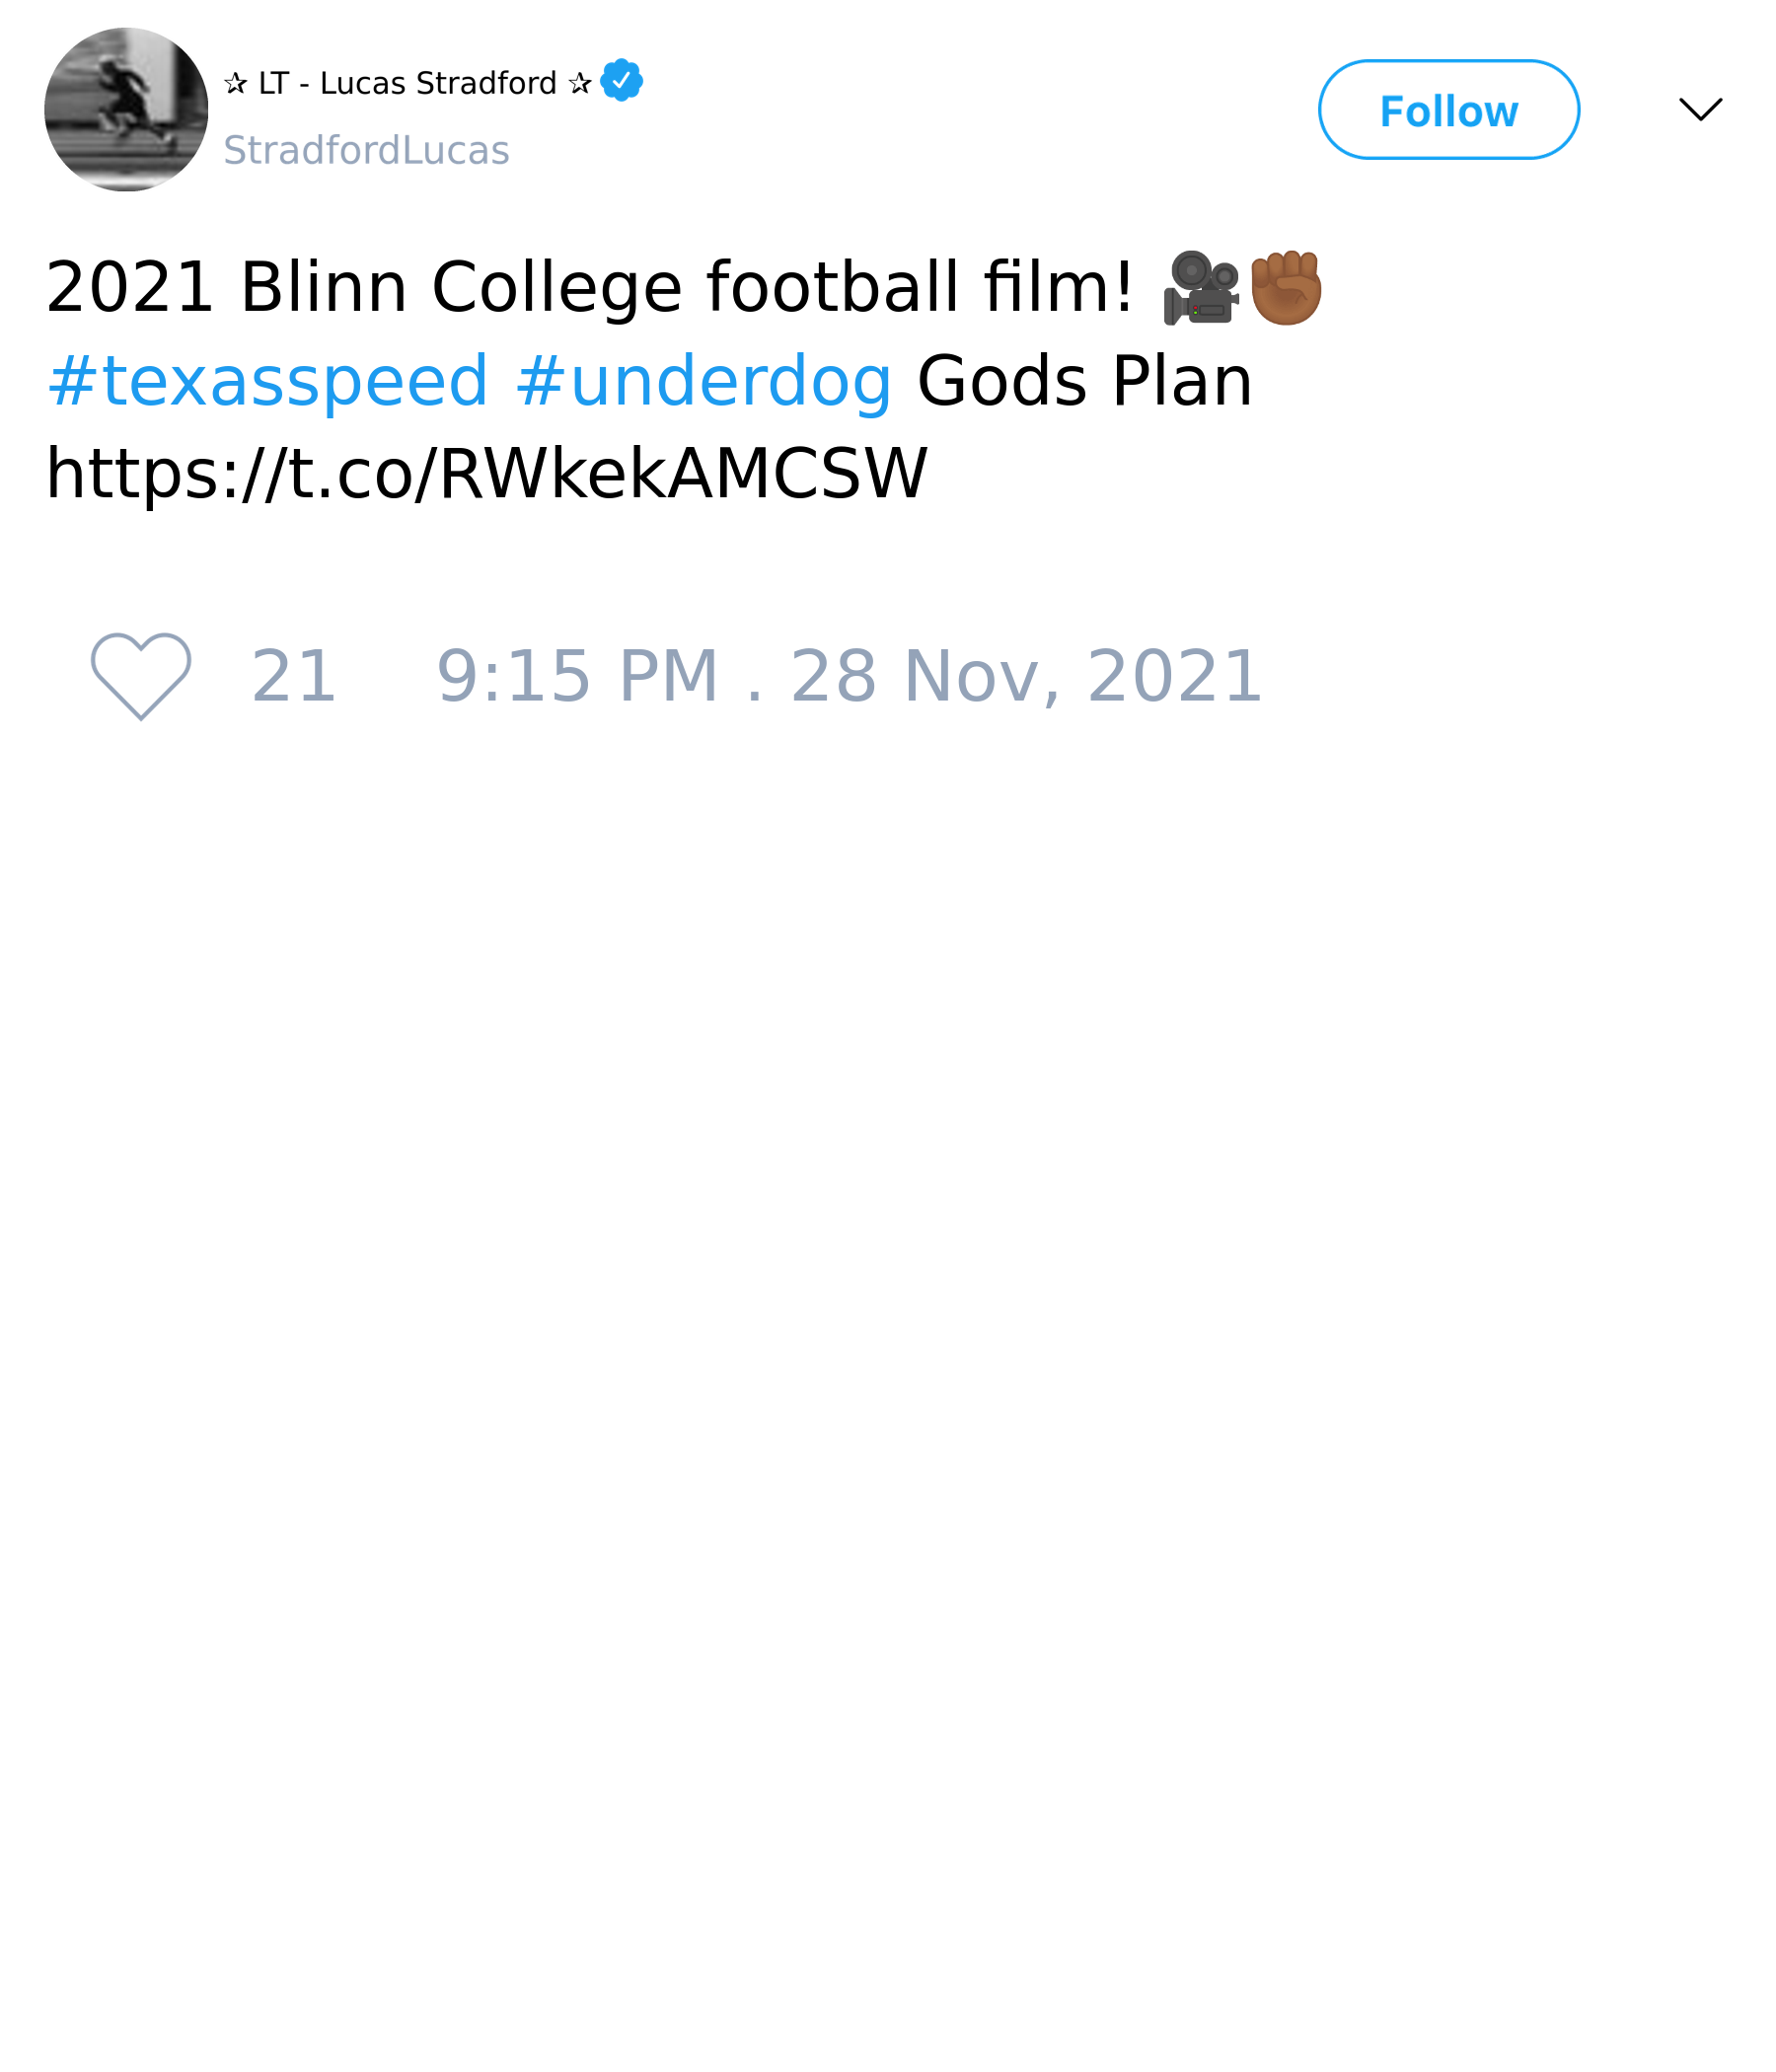 ✰ LT - Lucas Stradford ✰
StradfordLucas
Follow
2021 Blinn College football film! 🎥✊🏾
#texasspeed #underdog Gods Plan
https://t.co/RWkekAMCSW
21 9:15 PM . 28 Nov, 2021